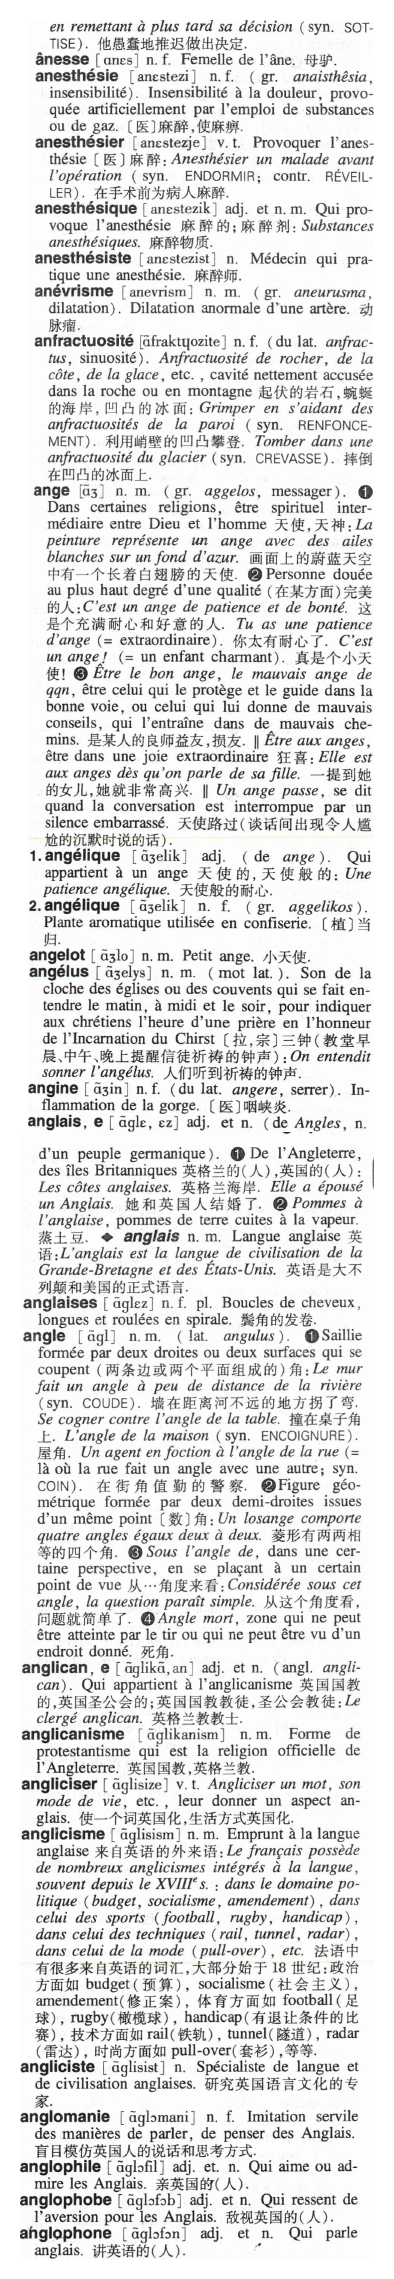 en remettant à plus tard sa décision (syn. SOT-
TISE). 他愚蠢地推迟做出决定.
ânesse [anɛs] n. f. Femelle de l'âne. 母驴.
anesthésie [anɛstezi] n. f. ( gr. anaisthêsia,
insensibilité). Insensibilité à la douleur, provo-
quée artificiellement par l'emploi de substances
ou de gaz. 〔医〕麻醉,使麻痹.
anesthésier [anɛstezje] v. t. Provoquer l'anes-
thésie〔医〕麻醉: Anesthésier un malade avant
l'opération ( syn. ENDORMIR; contr. RÉVEIL-
LER). 在手术前为病人麻醉.
anesthésique [anɛstezik] adj. et n. m. Qui pro-
voque l'anesthésie 麻醉的;麻醉剂: Substances
anesthésiques. 麻醉物质.
anesthésiste [anɛstezist] n. Médecin qui pra-
tique une anesthésie. 麻醉师.
anévrisme [anevrism] n. m. ( gr. aneurusma,
dilatation). Dilatation anormale d'une artère. 动
脉瘤.
anfractuosité [ɑ̃fraktɥozite] n. f. (du lat. anfrac-
tus, sinuosité). Anfractuosité de rocher, de la
côte, de la glace, etc. , cavité nettement accusée
dans la roche ou en montagne 起伏的岩石,蜿蜒
的海岸,凹凸的冰面: Grimper en s'aidant des
anfractuosités de la paroi ( syn. RENFONCE-
MENT). 利用峭壁的凹凸攀登. Tomber dans une
anfractuosité du glacier (syn. CREVASSE). 摔倒
在凹凸的冰面上.
ange [ɑ̃ʒ] n. m. ( gr. aggelos, messager). ❶
Dans certaines religions, être spirituel inter-
médiaire entre Dieu et l'homme 天使,天神: La
peinture représente un ange avec des ailes
blanches sur un fond d'azur. 画面上的蔚蓝天空
中有一个长着白翅膀的天使. ❷ Personne douée
au plus haut degré d'une qualité (在某方面)完美
的人: C'est un ange de patience et de bonté. 这
是个充满耐心和好意的人. Tu as une patience
d'ange (= extraordinaire). 你太有耐心了. C'est
un ange! (= un enfant charmant). 真是个小天
使! ❸ Être le bon ange, le mauvais ange de
qqn, être celui qui le protège et le guide dans la
bonne voie, ou celui qui lui donne de mauvais
conseils, qui l'entraîne dans de mauvais che-
mins. 是某人的良师益友,损友. ‖ Être aux anges,
être dans une joie extraordinaire 狂喜: Elle est
aux anges dès qu'on parle de sa fille. 一提到她
的女儿,她就非常高兴. ‖ Un ange passe, se dit
quand la conversation est interrompue par un
silence embarrassé. 天使路过(谈话间出现令人尴
尬的沉默时说的话).
1. angélique [ɑ̃ʒelik] adj. ( de ange ). Qui
appartient à un ange 天使的,天使般的: Une
patience angélique. 天使般的耐心.
2. angélique [ɑ̃ʒelik] n. f. ( gr. aggelikos ).
Plante aromatique utilisée en confiserie. 〔植〕当
归.
angelot [ɑ̃ʒlo] n. m. Petit ange. 小天使.
angélus [ɑ̃ʒelys] n. m. (mot lat. ). Son de la
cloche des églises ou des couvents qui se fait en-
tendre le matin, à midi et le soir, pour indiquer
aux chrétiens l'heure d'une prière en l'honneur
de l'Incarnation du Chirst〔拉,宗〕三钟(教堂早
晨、中午、晚上提醒信徒祈祷的钟声): On entendit
sonner l'angélus. 人们听到祈祷的钟声.
angine [ɑ̃ʒin] n. f. (du lat. angere, serrer). In-
flammation de la gorge. 〔医〕咽峡炎.
anglais, e [ɑ̃glɛ, ɛz] adj. et n. (de Angles, n.
d'un peuple germanique). ❶ De l'Angleterre,
des îles Britanniques 英格兰的(人),英国的(人):
Les côtes anglaises. 英格兰海岸. Elle a épousé
un Anglais. 她和英国人结婚了. ❷ Pommes à
l'anglaise, pommes de terre cuites à la vapeur.
蒸土豆. ◆ anglais n. m. Langue anglaise 英
语: L'anglais est la langue de civilisation de la
Grande-Bretagne et des États-Unis. 英语是大不
列颠和美国的正式语言.
anglaises [ɑ̃glɛz] n. f. pl. Boucles de cheveux,
longues et roulées en spirale. 鬓角的发卷.
angle [ɑ̃gl] n. m. ( lat. angulus ). ❶Saillie
formée par deux droites ou deux surfaces qui se
coupent (两条边或两个平面组成的)角: Le mur
fait un angle à peu de distance de la rivière
(syn. COUDE). 墙在距离河不远的地方拐了弯.
Se cogner contre l'angle de la table. 撞在桌子角
上. L'angle de la maison (syn. ENCOIGNURE).
屋角. Un agent en foction à l'angle de la rue (=
là où la rue fait un angle avec une autre; syn.
COIN). 在街角值勤的警察. ❷Figure géo-
métrique formée par deux demi-droites issues
d'un même point〔数〕角: Un losange comporte
quatre angles égaux deux à deux. 菱形有两两相
等的四个角. ❸ Sous l'angle de, dans une cer-
taine perspective, en se plaçant à un certain
point de vue 从…角度来看: Considérée sous cet
angle, la question paraît simple. 从这个角度看,
问题就简单了. ❹ Angle mort, zone qui ne peut
être atteinte par le tir ou qui ne peut être vu d'un
endroit donné. 死角.
anglican, e [ɑ̃glikɑ̃, an] adj. et n. (angl. angli-
can). Qui appartient à l'anglicanisme 英国国教
的,英国圣公会的;英国国教教徒,圣公会教徒: Le
clergé anglican. 英格兰教教士.
anglicanisme [ɑ̃glikanism] n. m. Forme de
protestantisme qui est la religion officielle de
l'Angleterre. 英国国教,英格兰教.
angliciser [ɑ̃glisize] v. t. Angliciser un mot, son
mode de vie, etc. , leur donner un aspect an-
glais. 使一个词英国化,生活方式英国化.
anglicisme [ɑ̃glisism] n. m. Emprunt à la langue
anglaise 来自英语的外来语: Le français possède
de nombreux anglicismes intégrés à la langue,
souvent depuis le XVIIIᵉ s. : dans le domaine po-
litique (budget, socialisme, amendement), dans
celui des sports (football, rugby, handicap),
dans celui des techniques (rail, tunnel, radar),
dans celui de la mode (pull-over), etc. 法语中
有很多来自英语的词汇,大部分始于 18 世纪:政治
方面如 budget(预算), socialisme(社会主义),
amendement(修正案), 体育方面如 football(足
球), rugby(橄榄球), handicap(有退让条件的比
赛), 技术方面如 rail(铁轨), tunnel(隧道), radar
(雷达), 时尚方面如 pull-over(套衫),等等.
angliciste [ɑ̃glisist] n. Spécialiste de langue et
de civilisation anglaises. 研究英国语言文化的专
家.
anglomanie [ɑ̃glɔmani] n. f. Imitation servile
des manières de parler, de penser des Anglais.
盲目模仿英国人的说话和思考方式.
anglophile [ɑ̃glɔfil] adj. et. n. Qui aime ou ad-
mire les Anglais. 亲英国的(人).
anglophobe [ɑ̃glɔfɔb] adj. et n. Qui ressent de
l'aversion pour les Anglais. 敌视英国的(人).
anglophone [ɑ̃glɔfɔn] adj. et n. Qui parle
anglais. 讲英语的(人).